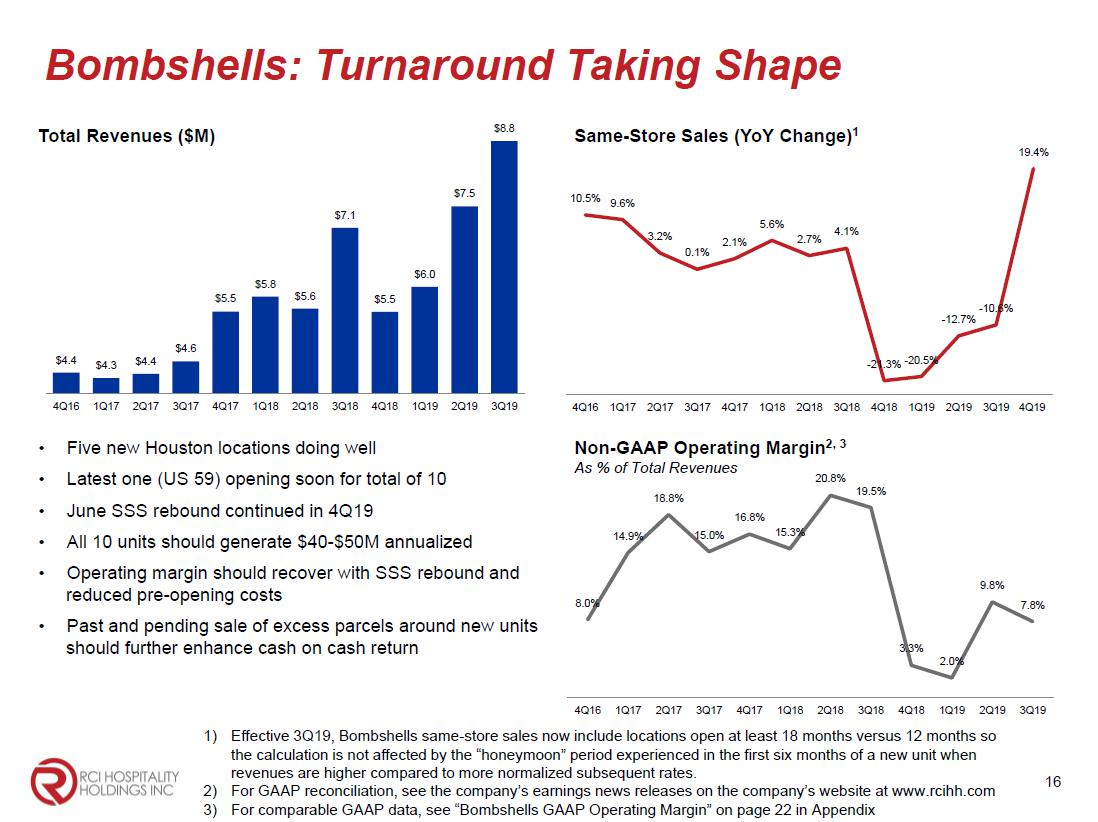 Bombshells: Turnaround Taking Shape
Total Revenues ($M)
$4.4
$4.3
$4.4
$4.6
$5.5
$5.8
$5.6
$7.1
$5.5
$6.0
$7.5
$8.8
4Q16 1Q17 2Q17 3Q17 4Q17 1Q18 2Q18 3Q18 4Q18 1Q19 2Q19 3Q19
Same-Store Sales (YoY Change)1
10.5%
9.6%
3.2%
0.1%
2.1%
5.6%
2.7%
4.1%
-21.3%
-20.5%
-12.7%
-10.6%
19.4%
4Q16 1Q17 2Q17 3Q17 4Q17 1Q18 2Q18 3Q18 4Q18 1Q19 2Q19 3Q19 4Q19
• Five new Houston locations doing well
• Latest one (US 59) opening soon for total of 10
• June SSS rebound continued in 4Q19
• All 10 units should generate $40-$50M annualized
• Operating margin should recover with SSS rebound and
reduced pre-opening costs
• Past and pending sale of excess parcels around new units
should further enhance cash on cash return
Non-GAAP Operating Margin2, 3
As % of Total Revenues
8.0%
14.9%
18.8%
15.0%
16.8%
15.3%
20.8%
19.5%
3.3%
2.0%
9.8%
7.8%
4Q16 1Q17 2Q17 3Q17 4Q17 1Q18 2Q18 3Q18 4Q18 1Q19 2Q19 3Q19
1) Effective 3Q19, Bombshells same-store sales now include locations open at least 18 months versus 12 months so
the calculation is not affected by the “honeymoon” period experienced in the first six months of a new unit when
revenues are higher compared to more normalized subsequent rates.
2) For GAAP reconciliation, see the company’s earnings news releases on the company’s website at www.rcihh.com
3) For comparable GAAP data, see “Bombshells GAAP Operating Margin” on page 22 in Appendix
RCI HOSPITALITY
HOLDINGS INC
16